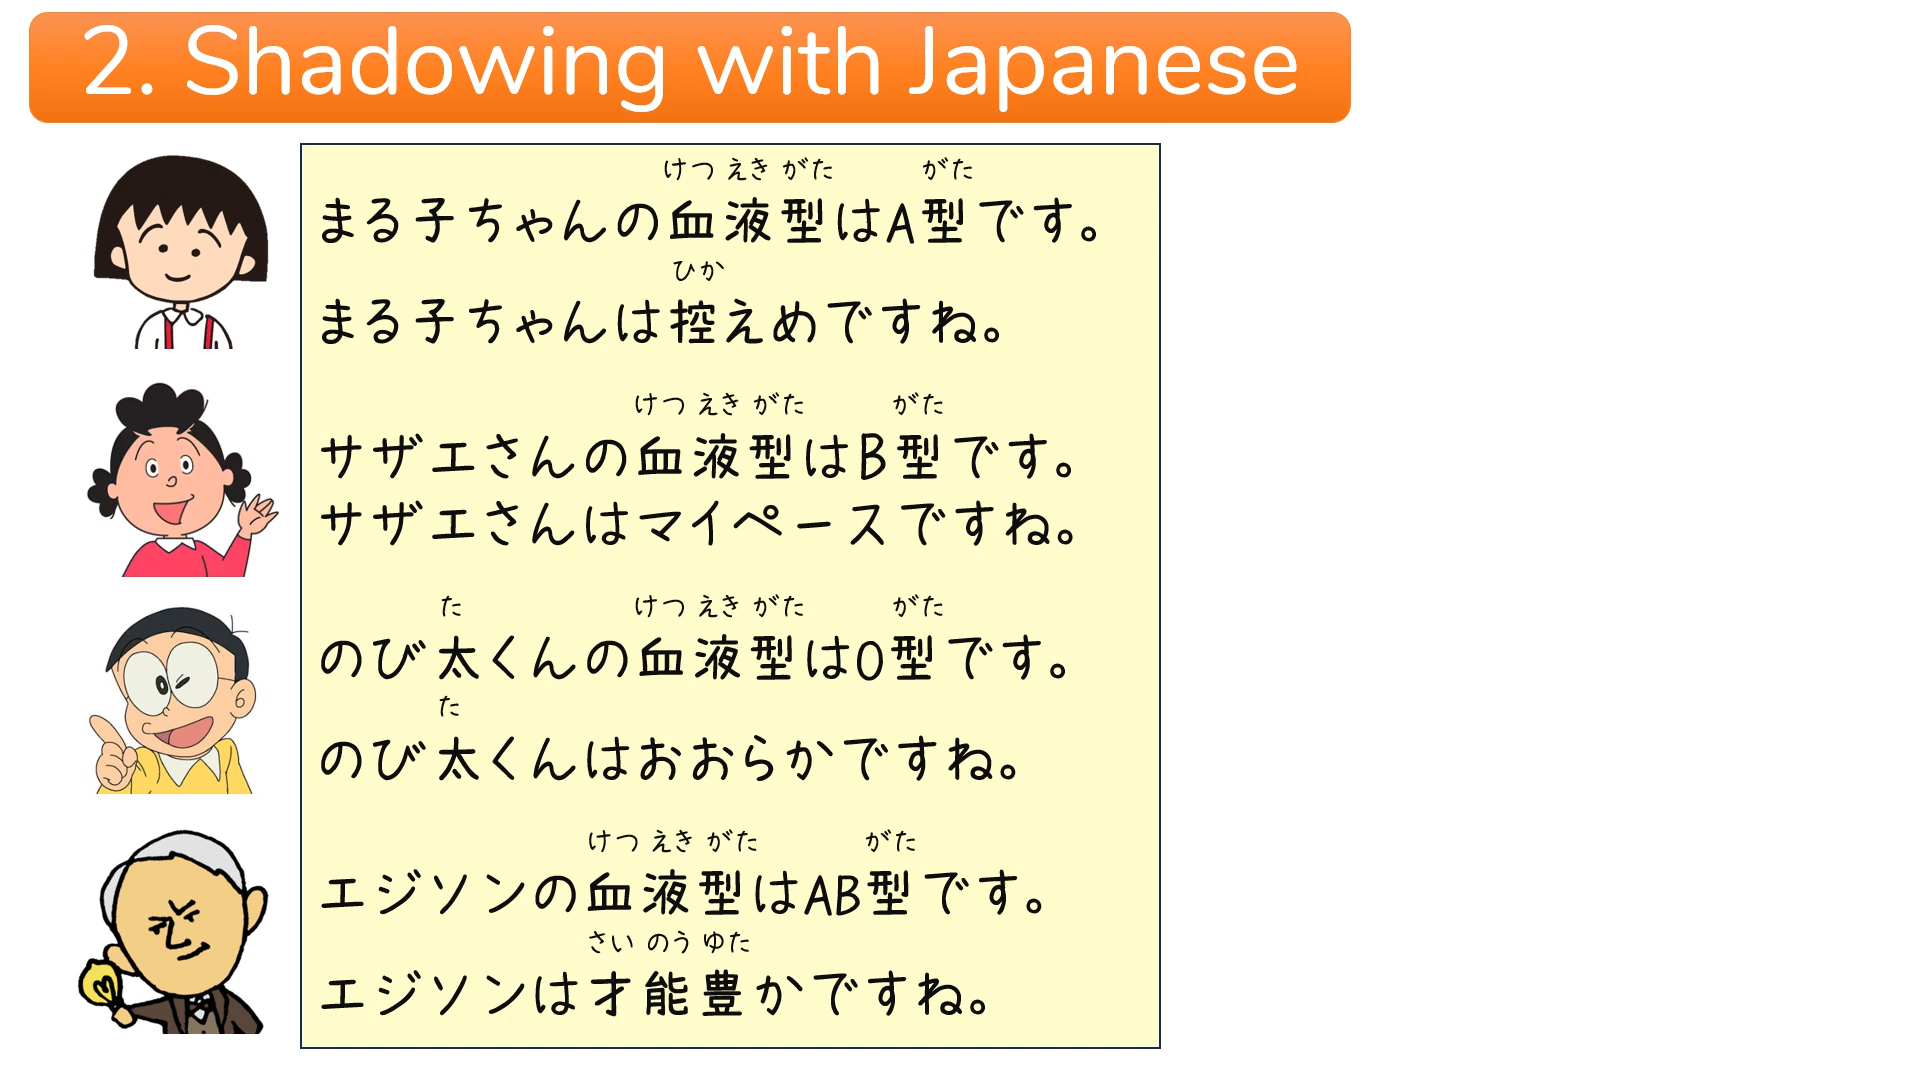 2. Shadowing with Japanese
けつ えき がた がた
まる子ちゃんの血液型はA型です。
ひか
まる子ちゃんは控えめですね。
けつ えき がた がた
サザエさんの血液型はB型です。
サザエさんはマイペースですね。
た けつ えき がた がた
のび太くんの血液型はO型です。
た
のび太くんはおおらかですね。
けつ えき がた がた
エジソンの血液型はAB型です。
さい のう ゆた
エジソンは才能豊かですね。